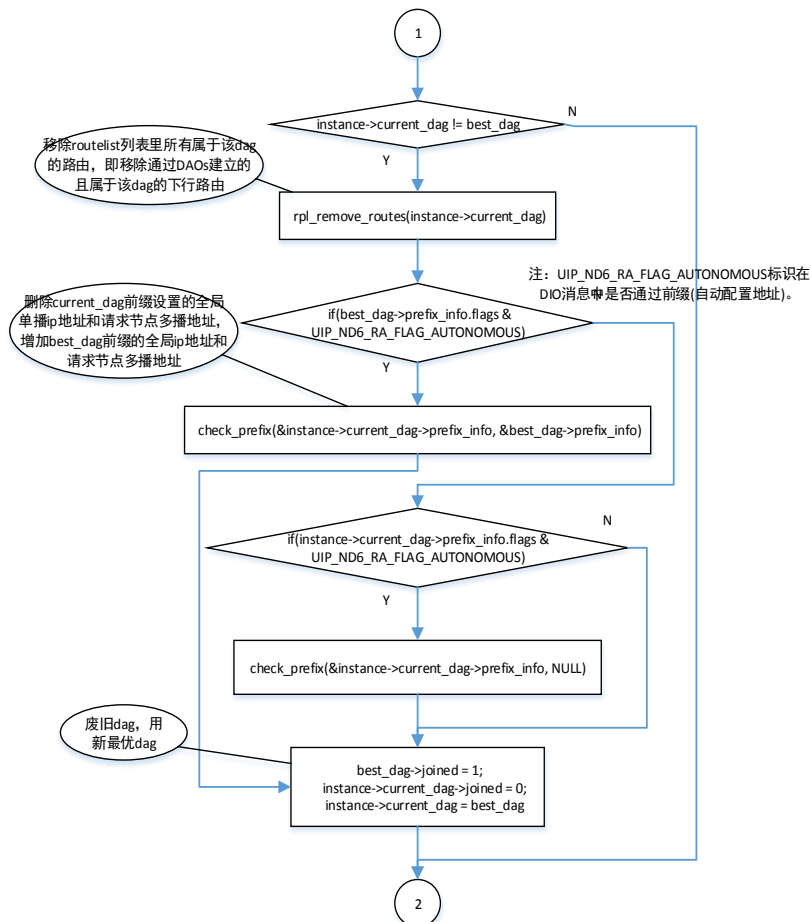 1
instance->current_dag != best_dag
N
Y
移除routelist列表里所有属于该dag
的路由，即移除通过DAOs建立的
且属于该dag的下行路由
rpl_remove_routes(instance->current_dag)
注：UIP_ND6_RA_FLAG_AUTONOMOUS标识在
DIO消息中是否通过前缀(自动配置地址)。
删除current_dag前缀设置的全局
单播ip地址和请求节点多播地址，
增加best_dag前缀的全局ip地址和
请求节点多播地址
if(best_dag->prefix_info.flags &
UIP_ND6_RA_FLAG_AUTONOMOUS)
Y
check_prefix(&instance->current_dag->prefix_info, &best_dag->prefix_info)
if(instance->current_dag->prefix_info.flags &
UIP_ND6_RA_FLAG_AUTONOMOUS)
N
Y
check_prefix(&instance->current_dag->prefix_info, NULL)
废旧dag，用
新最优dag
best_dag->joined = 1;
instance->current_dag->joined = 0;
instance->current_dag = best_dag
2